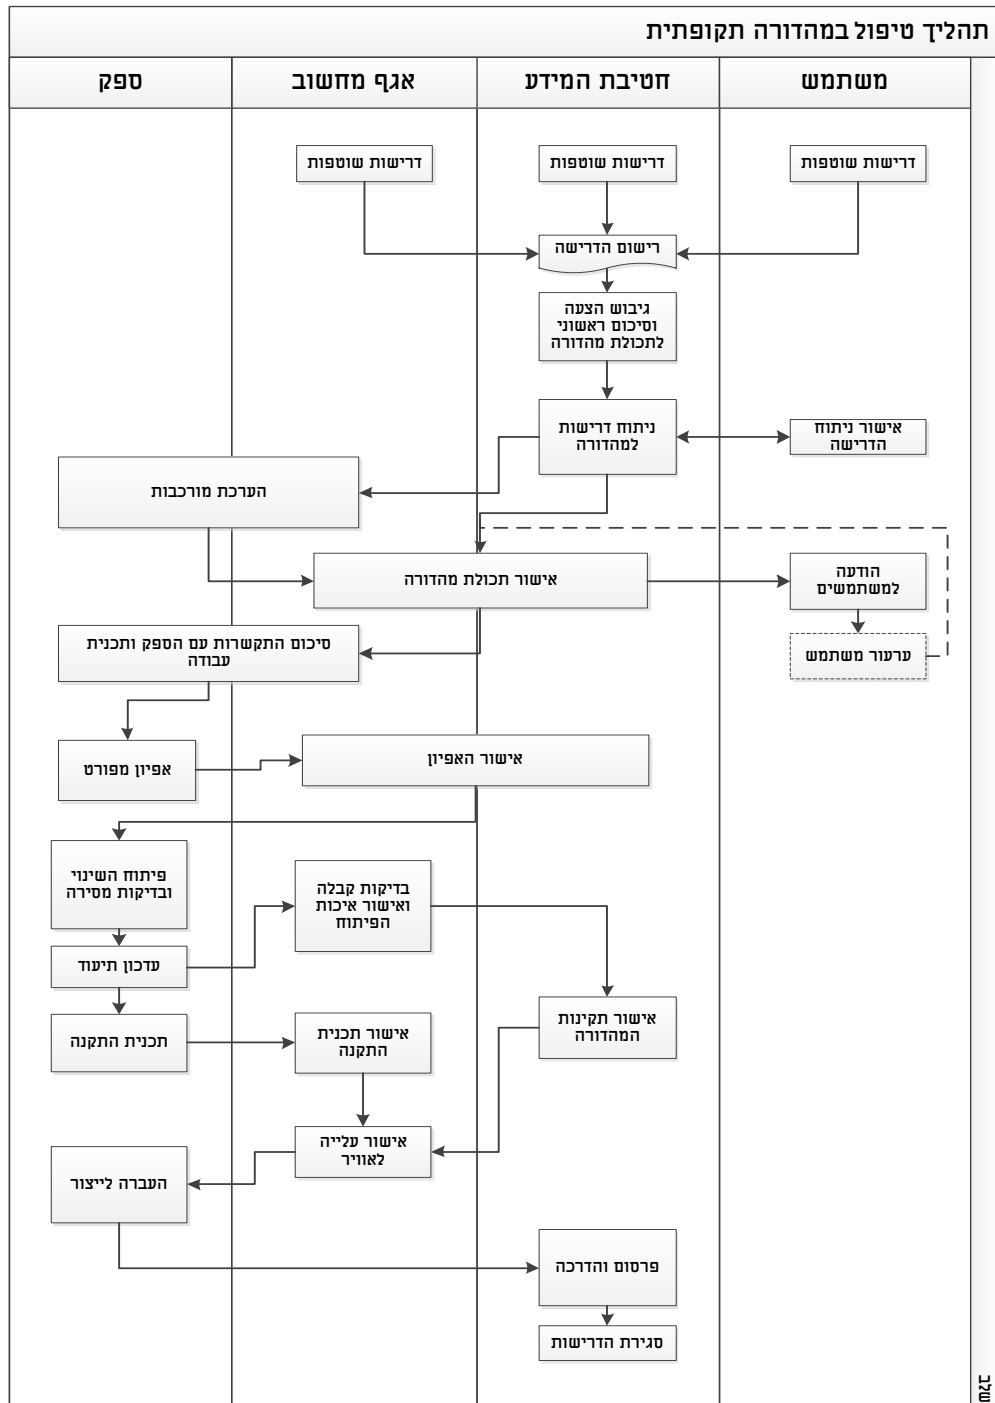 תהליך טיפול במהדורה תקופתית
משתמש
חטיבת המידע
אגף מחשוב
ספק
דרישות שוטפות
דרישות שוטפות
דרישות שוטפות
רישום הדרישה
גיבוש הצעה
וסיכום ראשוני
לתכולת מהדורה
אישור ניתוח
הדרישה
ניתוח דרישות
למהדורה
הערכת מורכבות
הודעה
למשתמשים
אישור תכולת מהדורה
ערעור משתמש
סיכום התקשרות עם הספק ותכנית
עבודה
אישור האפיון
אפיון מפורט
פיתוח השינוי
ובדיקות מסירה
בדיקות קבלה
ואישור איכות
הפיתוח
עדכון תיעוד
אישור תקינות
המהדורה
אישור תכנית
התקנה
תכנית התקנה
אישור עלייה
לאוויר
העברה לייצור
פרסום והדרכה
סגירת הדרישות
שלב